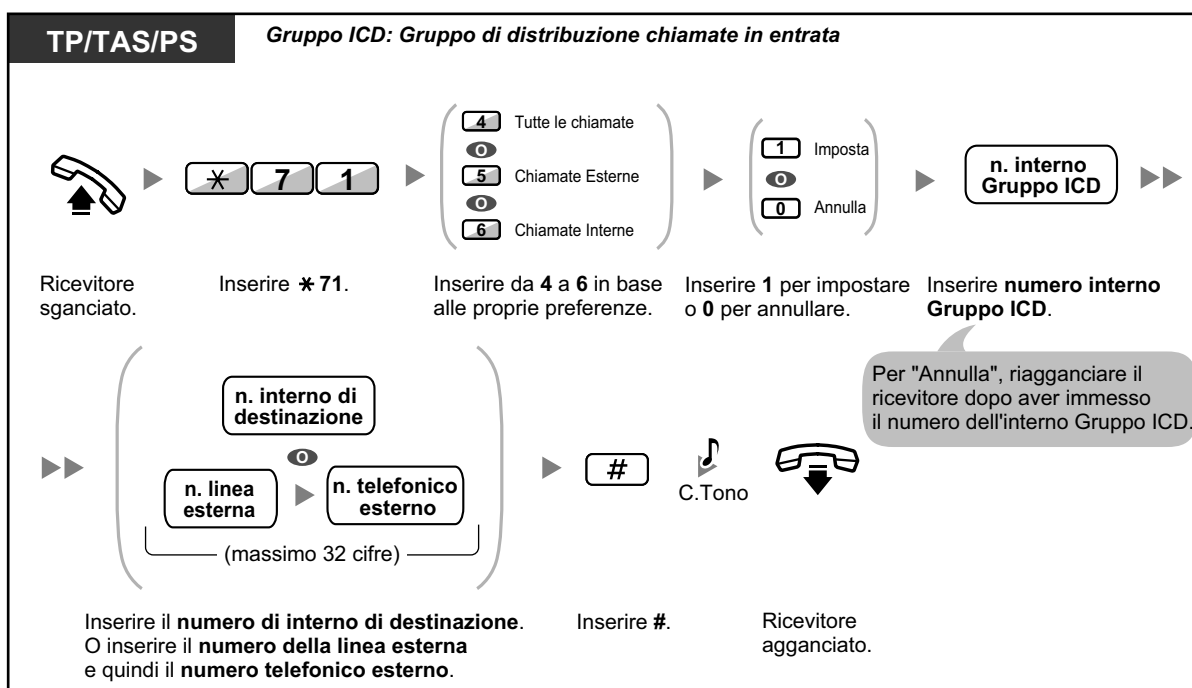 TP/TAS/PS
Gruppo ICD: Gruppo di distribuzione chiamate in entrata
* 7 1
4 Tutte le chiamate
O
5 Chiamate Esterne
O
6 Chiamate Interne
1 Imposta
O
0 Annulla
n. interno
Gruppo ICD
Ricevitore
sganciato.
Inserire * 71.
Inserire da 4 a 6 in base
alle proprie preferenze.
Inserire 1 per impostare
o 0 per annullare.
Inserire numero interno
Gruppo ICD.
Per "Annulla", riagganciare il
ricevitore dopo aver immesso
il numero dell'interno Gruppo ICD.
n. interno di
destinazione
O
n. linea
esterna
n. telefonico
esterno
(massimo 32 cifre)
#
C.Tono
Inserire il numero di interno di destinazione.
O inserire il numero della linea esterna
e quindi il numero telefonico esterno.
Inserire #.
Ricevitore
agganciato.